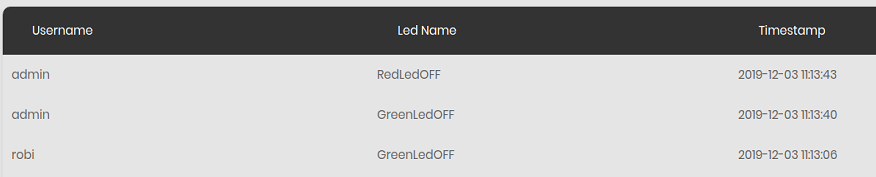 Username Led Name Timestamp
admin RedLedOFF 2019-12-03 11:13:43
admin GreenLedOFF 2019-12-03 11:13:40
robi GreenLedOFF 2019-12-03 11:13:06